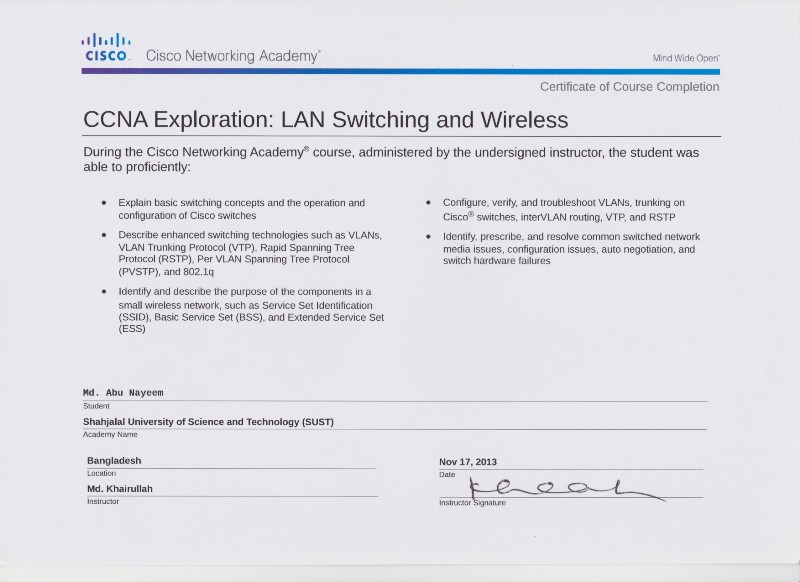 CISCO
Cisco Networking Academy®
Mind Wide Open™
Certificate of Course Completion
CCNA Exploration: LAN Switching and Wireless
During the Cisco Networking Academy® course, administered by the undersigned instructor, the student was
able to proficiently:
• Explain basic switching concepts and the operation and
configuration of Cisco switches
• Describe enhanced switching technologies such as VLANs,
VLAN Trunking Protocol (VTP), Rapid Spanning Tree
Protocol (RSTP), Per VLAN Spanning Tree Protocol
(PVSTP), and 802.1q
• Identify and describe the purpose of the components in a
small wireless network, such as Service Set Identification
(SSID), Basic Service Set (BSS), and Extended Service Set
(ESS)
• Configure, verify, and troubleshoot VLANs, trunking on
Cisco® switches, interVLAN routing, VTP, and RSTP
• Identify, prescribe, and resolve common switched network
media issues, configuration issues, auto negotiation, and
switch hardware failures
Md. Abu Nayeem
Student
Shahjalal University of Science and Technology (SUST)
Academy Name
Bangladesh
Location
Md. Khairullah
Instructor
Nov 17, 2013
Date
Instructor Signature